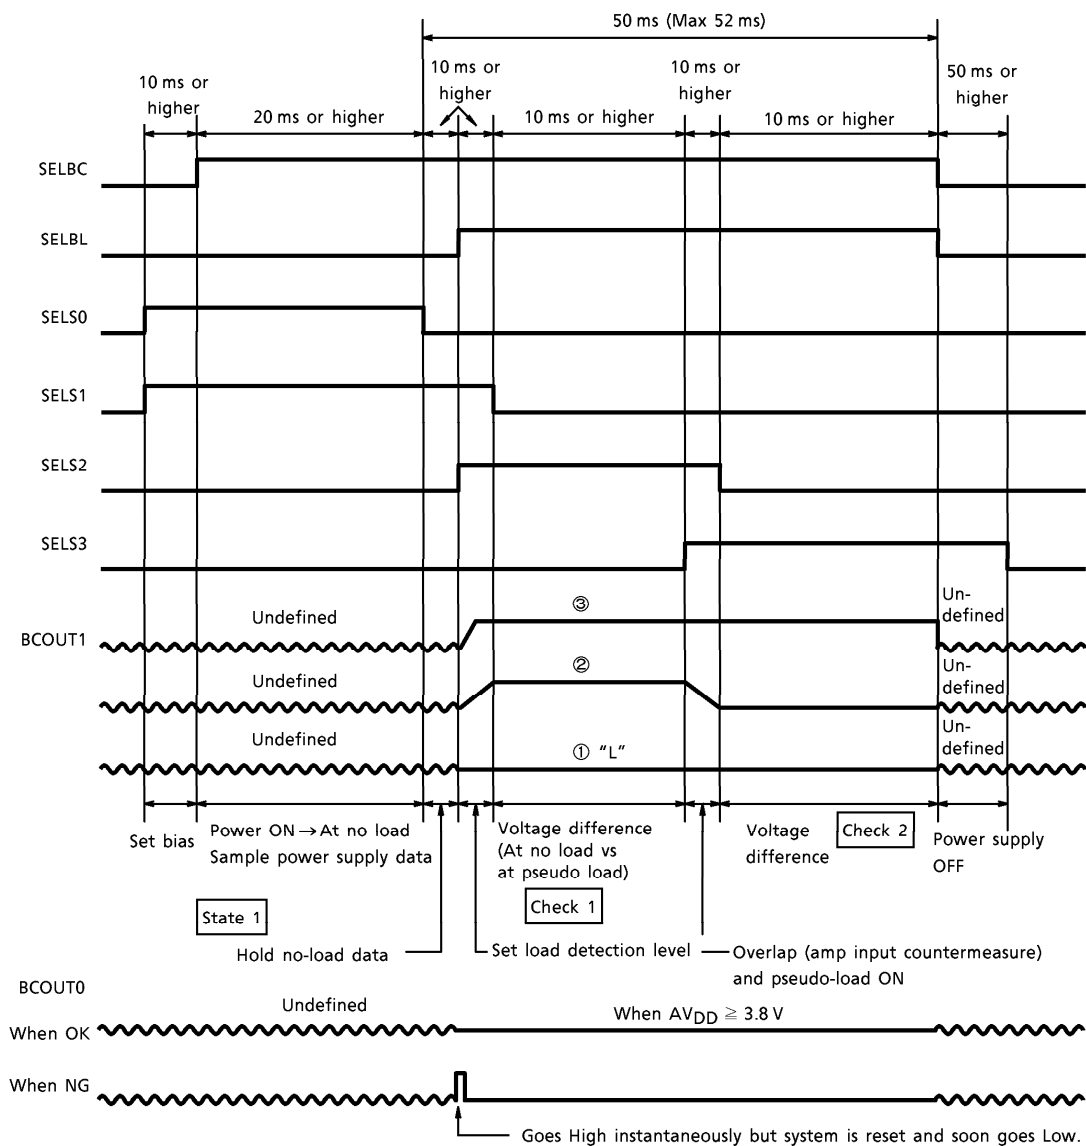 50 ms (Max 52 ms)
10 ms or
higher
10 ms or
higher
10 ms or
higher
50 ms or
higher
20 ms or higher
10 ms or higher
10 ms or higher
SELBC
SELBL
SELS0
SELS1
SELS2
SELS3
BCOUT1
Undefined
③
Un-
defined
Undefined
②
Un-
defined
Undefined
① “L”
Un-
defined
Set bias
Power ON → At no load
Sample power supply data
Voltage difference
(At no load vs
at pseudo load)
Voltage
difference
Check 2
Power supply
OFF
State 1
Check 1
Hold no-load data
Set load detection level
Overlap (amp input countermeasure)
and pseudo-load ON
BCOUT0
Undefined
When OK
When AVDD ≧ 3.8 V
When NG
Goes High instantaneously but system is reset and soon goes Low.